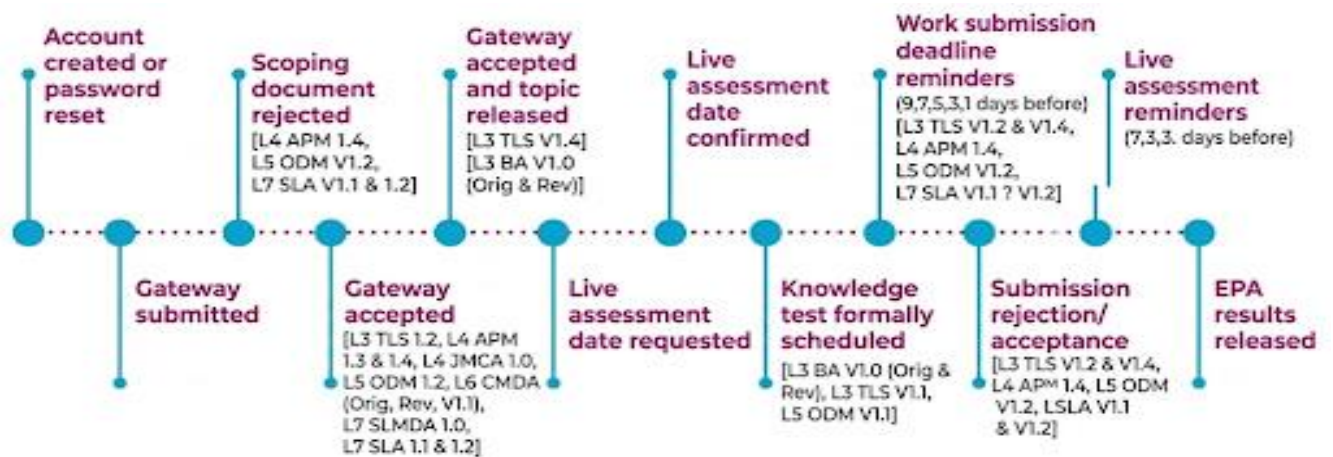 Account
created or
password
reset
Gateway
submitted
Scoping
document
rejected
[L4 APM 1.4,
L5 ODM V1.2,
L7 SLA V1.1 & 1.2]
Gateway
accepted
[L3 TLS 1.2, L4 APM
1.3 & 1.4, L4 JMCA 1.0,
L5 ODM 1.2, L6 CMDA
(Orig, Rev, V1.1),
L7 SLMDA 1.0,
L7 SLA 1.1 & 1.2]
Gateway
accepted
and topic
released
[L3 TLS V1.4]
[L3 BA V1.0
(Orig & Rev)]
Live
assessment
date requested
Live
assessment
date
confirmed
Knowledge
test formally
scheduled
[L3 BA V1.0 (Orig &
Rev), L3 TLS V1.1,
L5 ODM V1.1]
Work submission
deadline
reminders
(9,7,5,3,1 days before)
[L3 TLS V1.2 & V1.4,
L4 APM 1.4,
L5 ODM V1.2,
L7 SLA V1.1 ? V1.2]
Submission
rejection/
acceptance
[L3 TLS V1.2 & V1.4,
L4 APM 1.4, L5 ODM
V1.2, LSLA V1.1
& V1.2]
Live
assessment
reminders
(7,3,3. days before)
EPA
results
released